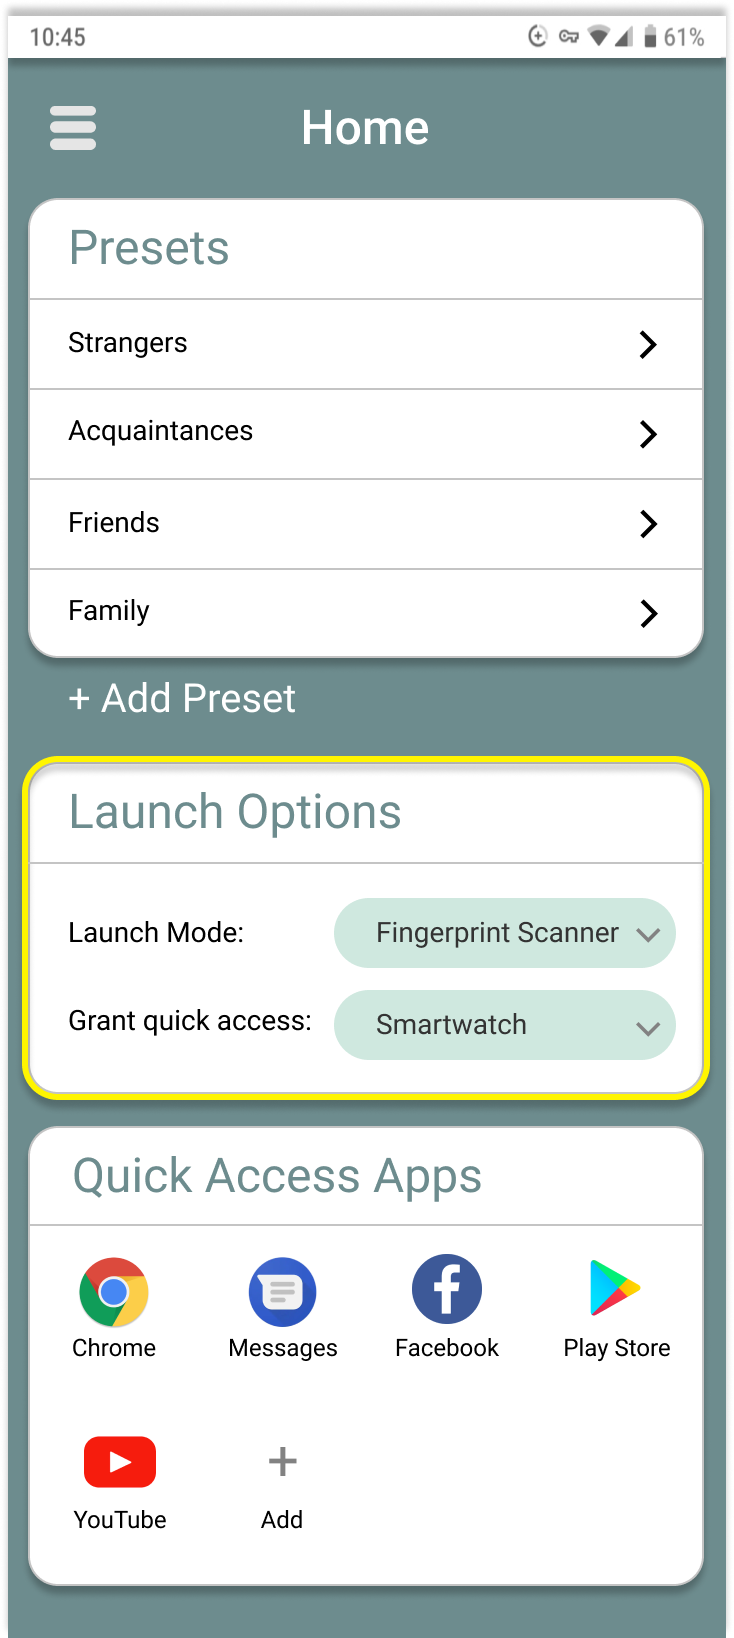 10:45 61%
Home
Presets
Strangers
Acquaintances
Friends
Family
+ Add Preset
Launch Options
Launch Mode: Fingerprint Scanner
Grant quick access: Smartwatch
Quick Access Apps
Chrome Messages Facebook Play Store
YouTube Add